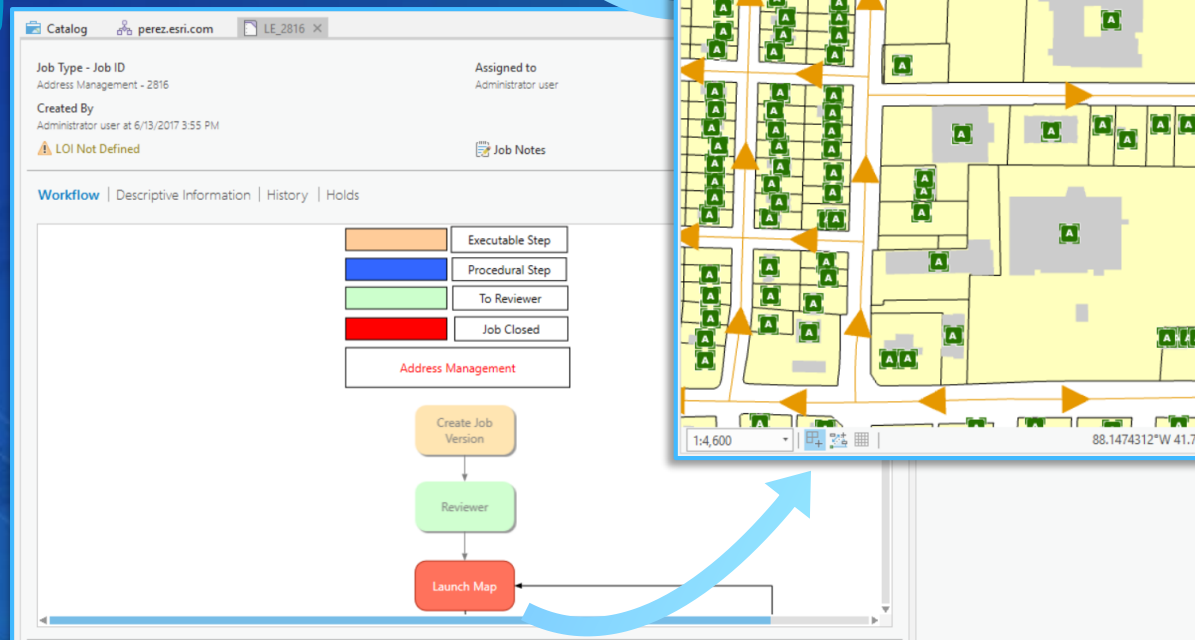 Catalog
perez.esri.com
LE_2816
Job Type - Job ID
Address Management - 2816
Assigned to
Administrator user
Created By
Administrator user at 6/13/2017 3:55 PM
LOI Not Defined
Job Notes
Workflow | Descriptive Information | History | Holds
Executable Step
Procedural Step
To Reviewer
Job Closed
Address Management
Create Job
Version
Reviewer
Launch Map
1:4,600
88.1474312°W 41.7